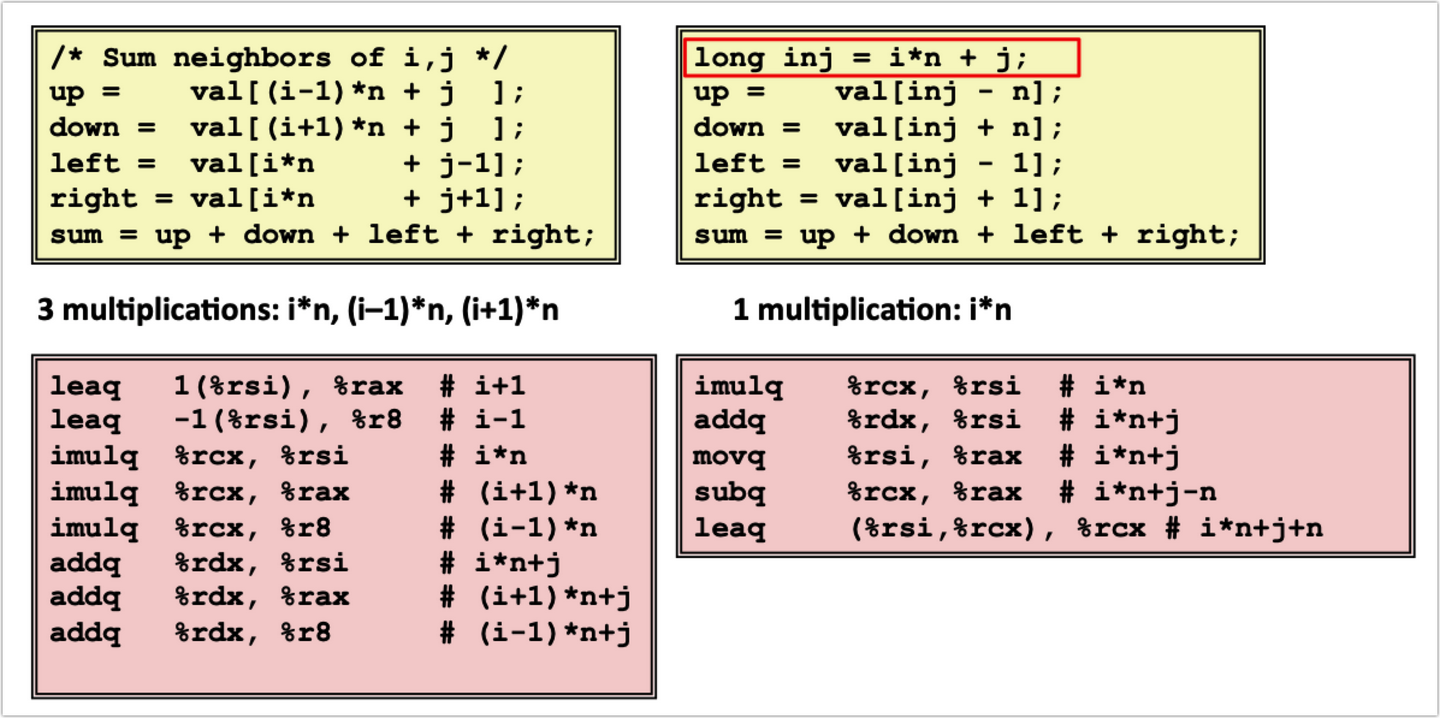 /* Sum neighbors of i,j */
up =    val[(i-1)*n + j  ];
down =  val[(i+1)*n + j  ];
left =  val[i*n     + j-1];
right = val[i*n     + j+1];
sum = up + down + left + right;
3 multiplications: i*n, (i–1)*n, (i+1)*n
leaq   1(%rsi), %rax  # i+1
leaq   -1(%rsi), %r8  # i-1
imulq  %rcx, %rsi     # i*n
imulq  %rcx, %rax     # (i+1)*n
imulq  %rcx, %r8      # (i-1)*n
addq   %rdx, %rsi     # i*n+j
addq   %rdx, %rax     # (i+1)*n+j
addq   %rdx, %r8      # (i-1)*n+j
long inj = i*n + j;
up =    val[inj - n];
down =  val[inj + n];
left =  val[inj - 1];
right = val[inj + 1];
sum = up + down + left + right;
1 multiplication: i*n
imulq    %rcx, %rsi  # i*n
addq     %rdx, %rsi  # i*n+j
movq     %rsi, %rax  # i*n+j
subq     %rcx, %rax  # i*n+j-n
leaq     (%rsi,%rcx), %rcx # i*n+j+n